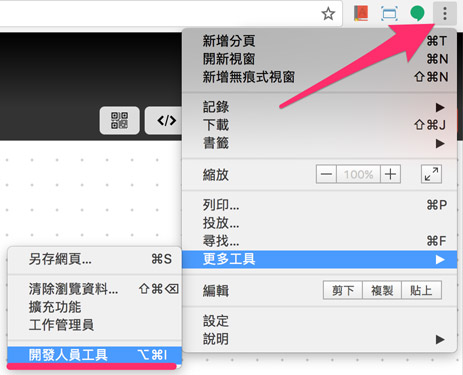 新增分頁 ⌘T
開新視窗 ⌘N
新增無痕式視窗 ⇧⌘N
記錄 ▶
下載 ⇧⌘J
書籤 ▶
縮放 — 100% +
列印... ⌘P
投放...
尋找... ⌘F
更多工具 ▶
編輯 剪下 複製 貼上
設定
說明 ▶
</>
另存網頁... ⌘S
清除瀏覽資料... ⇧⌘⌫
擴充功能
工作管理員
開發人員工具 ⌥⌘I